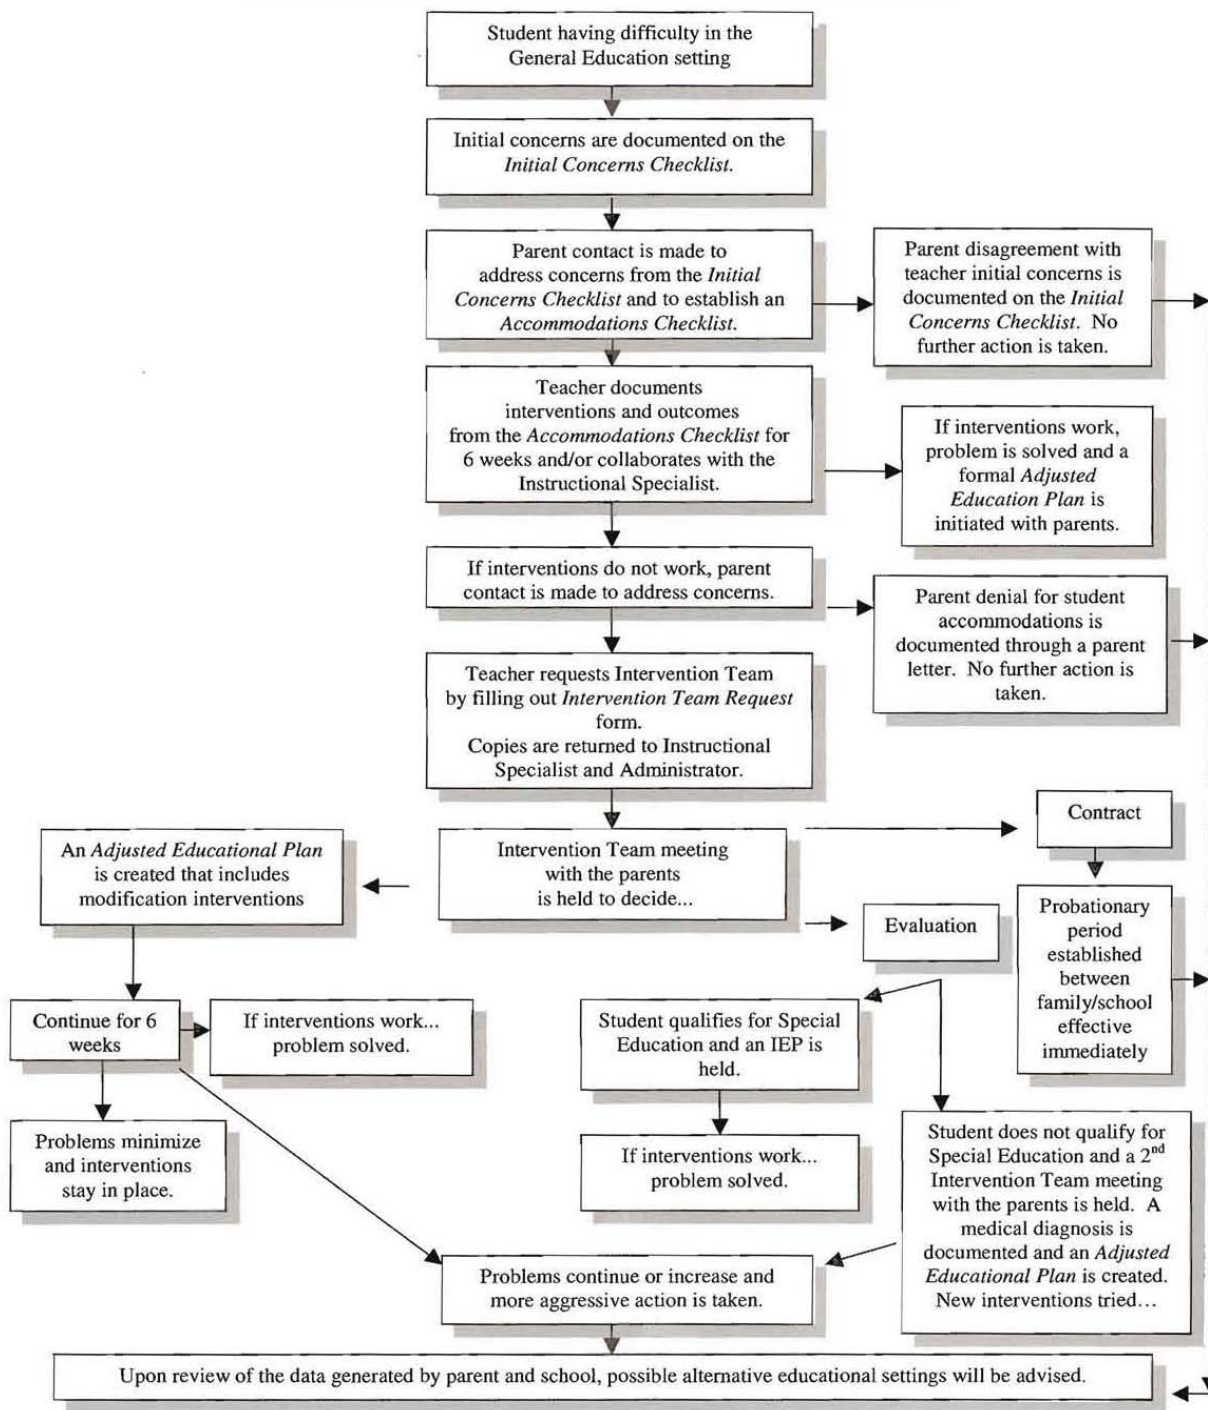 Student having difficulty in the
General Education setting
Initial concerns are documented on the
Initial Concerns Checklist.
Parent contact is made to
address concerns from the Initial
Concerns Checklist and to establish an
Accommodations Checklist.
Parent disagreement with
teacher initial concerns is
documented on the Initial
Concerns Checklist. No
further action is taken.
Teacher documents
interventions and outcomes
from the Accommodations Checklist for
6 weeks and/or collaborates with the
Instructional Specialist.
If interventions work,
problem is solved and a
formal Adjusted
Education Plan is
initiated with parents.
If interventions do not work, parent
contact is made to address concerns.
Parent denial for student
accommodations is
documented through a parent
letter. No further action is
taken.
Teacher requests Intervention Team
by filling out Intervention Team Request
form.
Copies are returned to Instructional
Specialist and Administrator.
Intervention Team meeting
with the parents
is held to decide...
Contract
An Adjusted Educational Plan
is created that includes
modification interventions
Evaluation
Probationary
period
established
between
family/school
effective
immediately
Continue for 6
weeks
If interventions work...
problem solved.
Student qualifies for Special
Education and an IEP is
held.
Problems minimize
and interventions
stay in place.
If interventions work...
problem solved.
Student does not qualify for
Special Education and a 2nd
Intervention Team meeting
with the parents is held. A
medical diagnosis is
documented and an Adjusted
Educational Plan is created.
New interventions tried…
Problems continue or increase and
more aggressive action is taken.
Upon review of the data generated by parent and school, possible alternative educational settings will be advised.